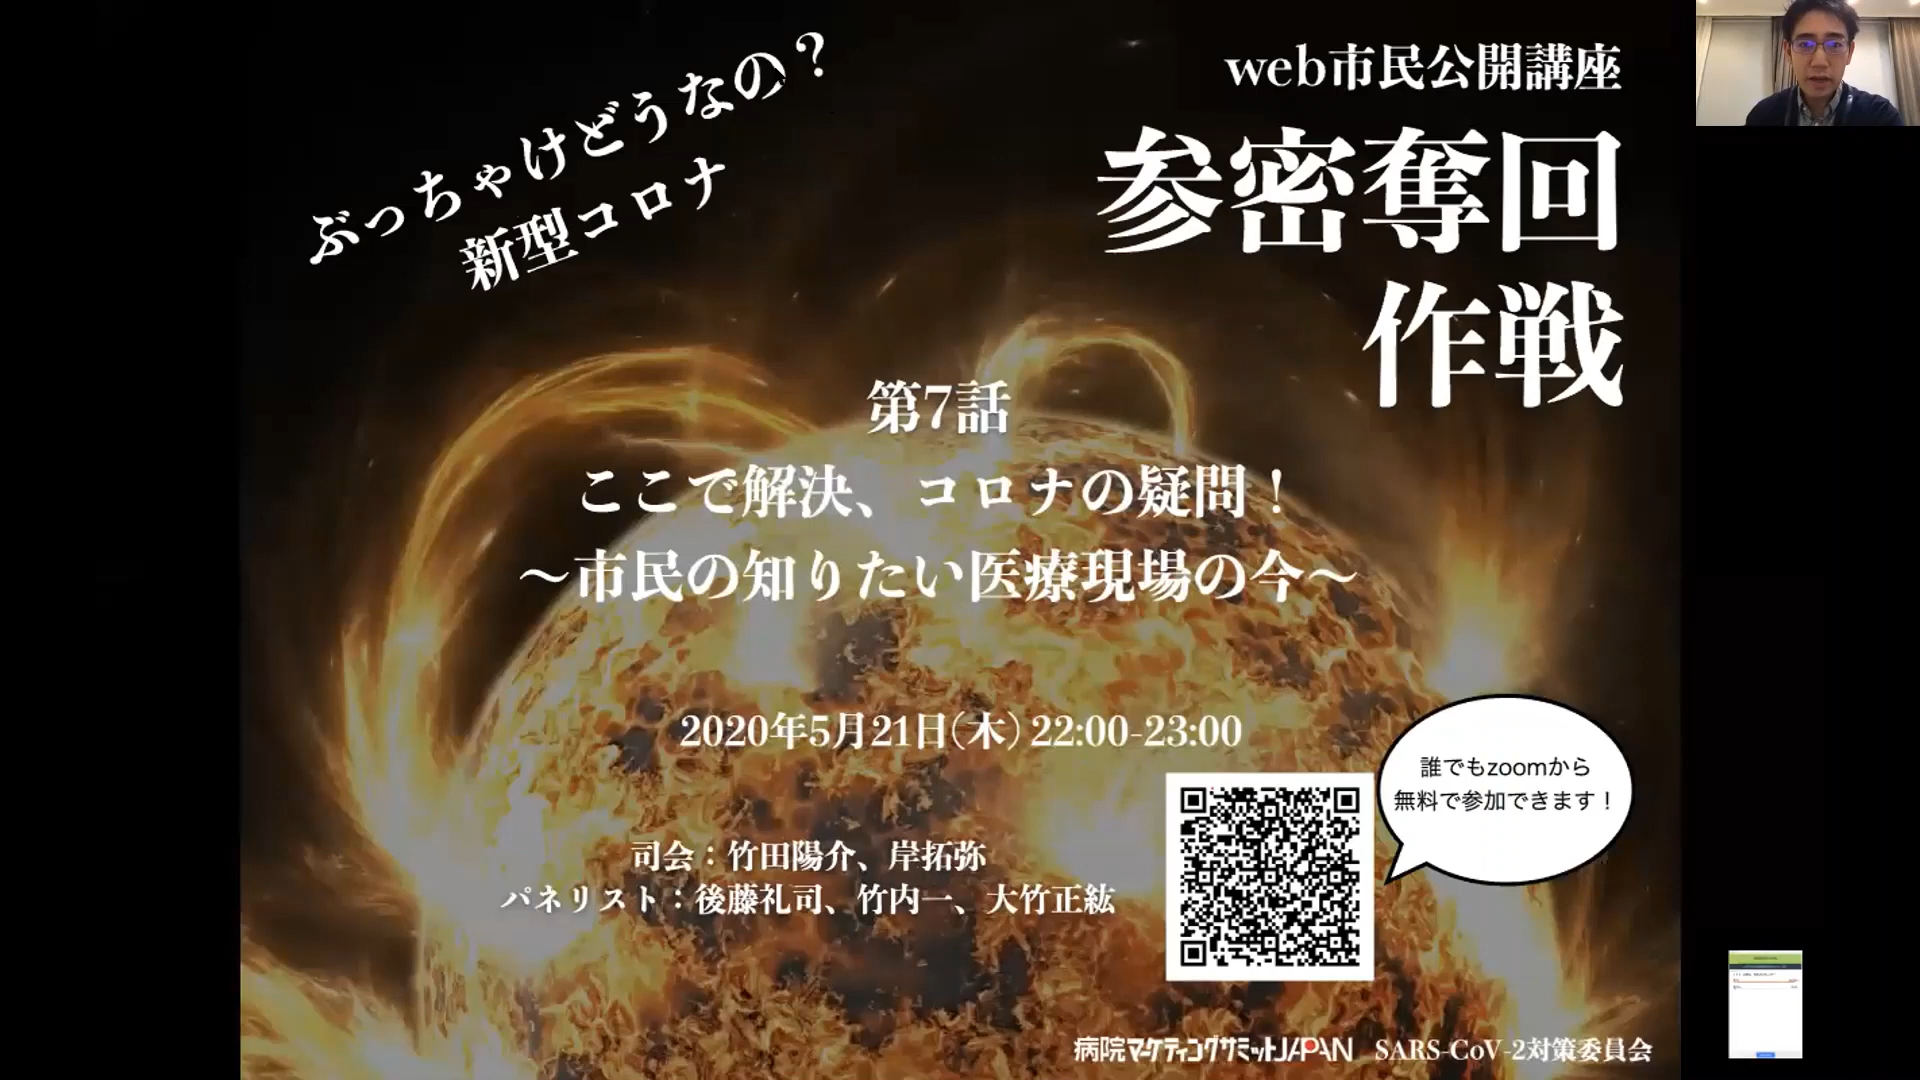 ぶっちゃけどうなの？
新型コロナ
web市民公開講座
参密奪回
作戦
第7話
ここで解決、コロナの疑問！
〜市民の知りたい医療現場の今〜
2020年5月21日（木）22:00-23:00
誰でもzoomから
無料で参加できます！
司会：竹田陽介、岸拓弥
パネリスト：後藤礼司、竹内一、大竹正紘
病院マーケティングサミットJAPAN　SARS-CoV-2対策委員会